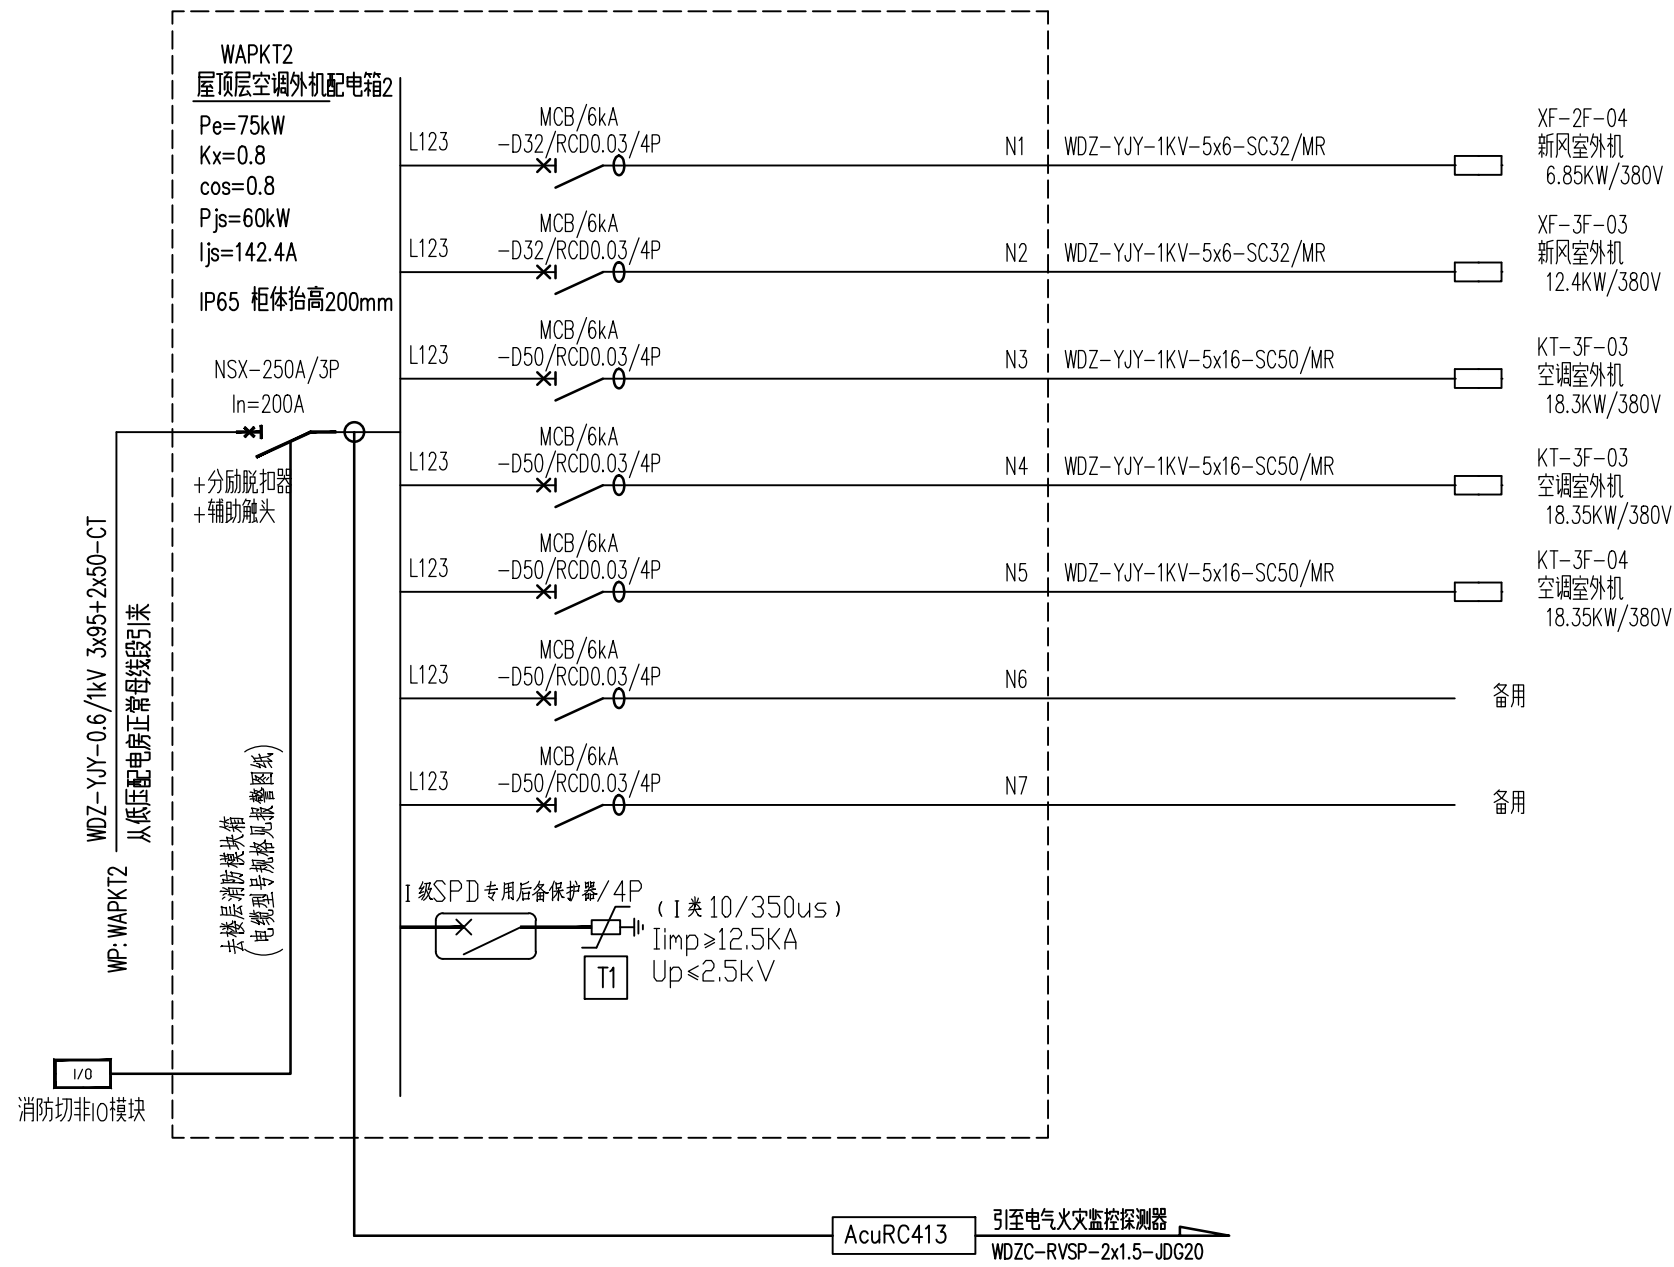 WAPKT2
屋顶层空调外机配电箱2
Pe=75kW
Kx=0.8
cos=0.8
Pjs=60kW
Ijs=142.4A
IP65 柜体抬高200mm
NSX-250A/3P
In=200A
+分励脱扣器
+辅助触头
WDZ-YJY-0.6/1kV 3x95+2x50-CT
从低压配电房正常母线段引来
WP:WAPKT2
去楼层消防模块箱
(电缆型号规格见报警图纸)
I/O
消防切非IO模块
L123
MCB/6kA
-D32/RCD0.03/4P
N1
WDZ-YJY-1KV-5x6-SC32/MR
XF-2F-04
新风室外机
6.85KW/380V
L123
MCB/6kA
-D32/RCD0.03/4P
N2
WDZ-YJY-1KV-5x6-SC32/MR
XF-3F-03
新风室外机
12.4KW/380V
L123
MCB/6kA
-D50/RCD0.03/4P
N3
WDZ-YJY-1KV-5x16-SC50/MR
KT-3F-03
空调室外机
18.3KW/380V
L123
MCB/6kA
-D50/RCD0.03/4P
N4
WDZ-YJY-1KV-5x16-SC50/MR
KT-3F-03
空调室外机
18.35KW/380V
L123
MCB/6kA
-D50/RCD0.03/4P
N5
WDZ-YJY-1KV-5x16-SC50/MR
KT-3F-04
空调室外机
18.35KW/380V
L123
MCB/6kA
-D50/RCD0.03/4P
N6
备用
L123
MCB/6kA
-D50/RCD0.03/4P
N7
备用
I 级SPD专用后备保护器/4P
(I类10/350us)
Iimp≥12.5KA
Up≤2.5kV
T1
AcuRC413
引至电气火灾监控探测器
WDZC-RVSP-2x1.5-JDG20